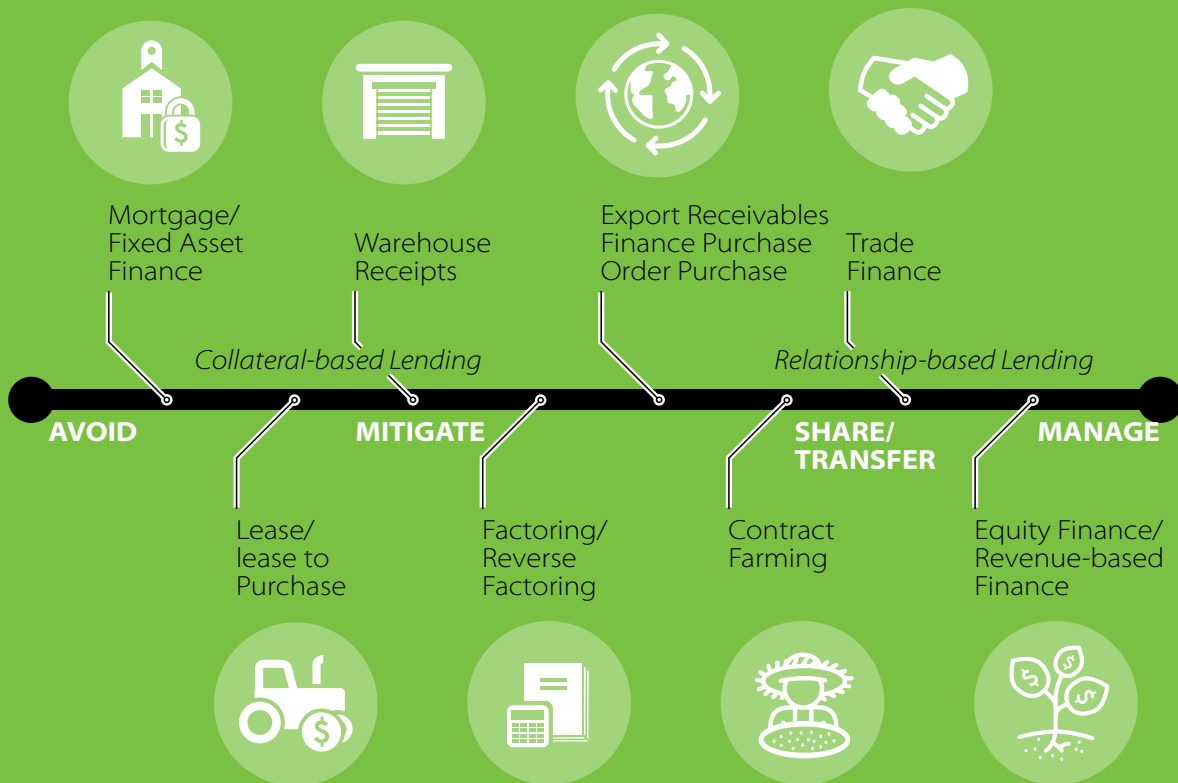 Mortgage/
Fixed Asset
Finance
Warehouse
Receipts
Export Receivables
Finance Purchase
Order Purchase
Trade
Finance
Collateral-based Lending
Relationship-based Lending
AVOID
MITIGATE
SHARE/
TRANSFER
MANAGE
Lease/
lease to
Purchase
Factoring/
Reverse
Factoring
Contract
Farming
Equity Finance/
Revenue-based
Finance
$
$
$
$
$